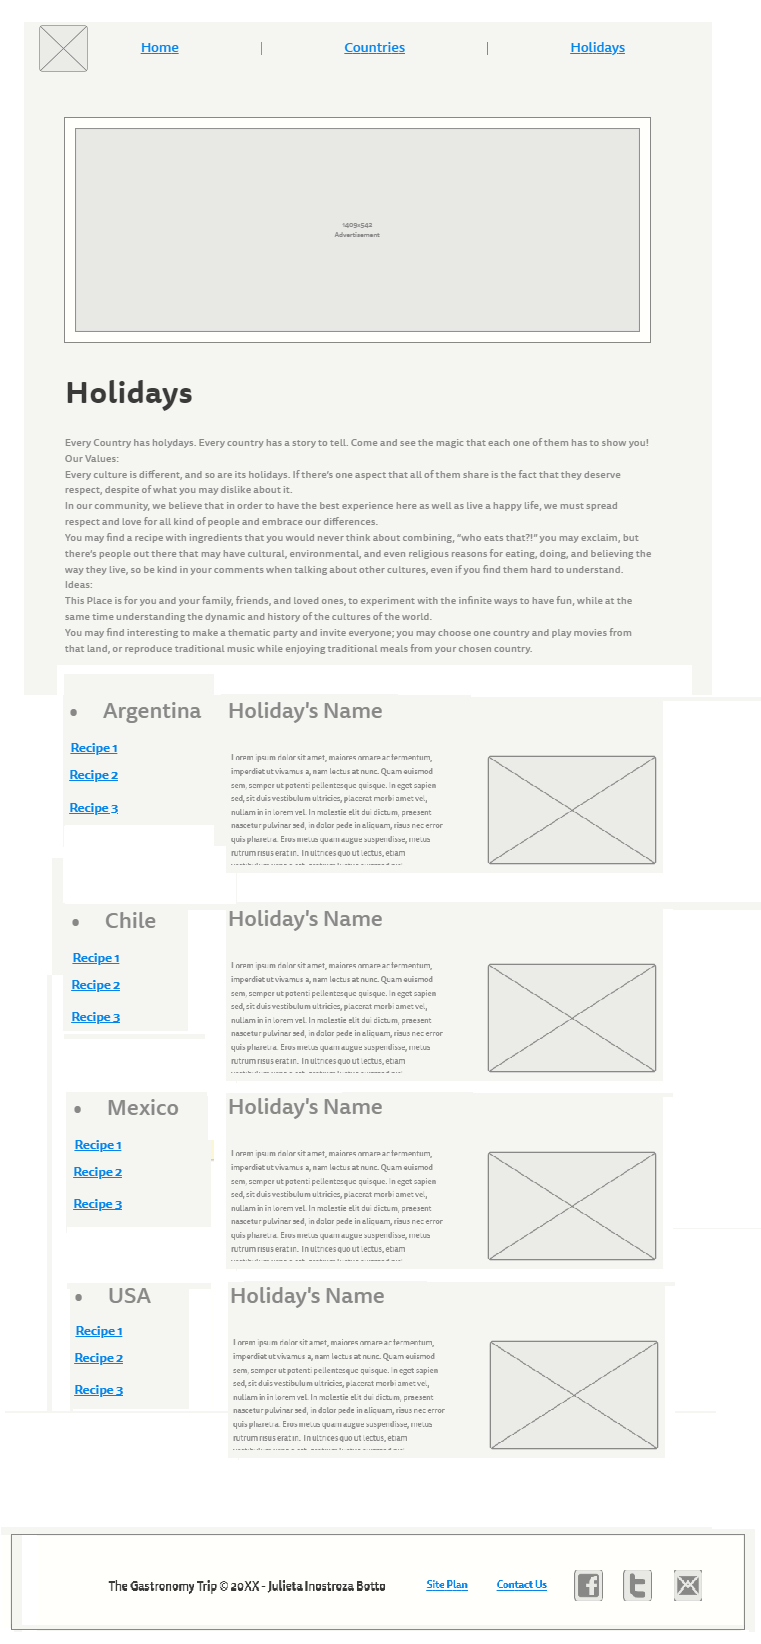 Home | Countries | Holidays
1409x542
Advertisement
Holidays
Every Country has holydays. Every country has a story to tell. Come and see the magic that each one of them has to show you!
Our Values:
Every culture is different, and so are its holidays. If there's one aspect that all of them share is the fact that they deserve
respect, despite of what you may dislike about it.
In our community, we believe that in order to have the best experience here as well as live a happy life, we must spread
respect and love for all kind of people and embrace our differences.
You may find a recipe with ingredients that you would never think about combining, "who eats that?!" you may exclaim, but
there's people out there that may have cultural, environmental, and even religious reasons for eating, doing, and believing the
way they live, so be kind in your comments when talking about other cultures, even if you find them hard to understand.
Ideas:
This Place is for you and your family, friends, and loved ones, to experiment with the infinite ways to have fun, while at the
same time understanding the dynamic and history of the cultures of the world.
You may find interesting to make a thematic party and invite everyone; you may choose one country and play movies from
that land, or reproduce traditional music while enjoying traditional meals from your chosen country.
• Argentina
Recipe 1
Recipe 2
Recipe 3
Holiday's Name
Lorem ipsum dolor sit amet, maiores ornare ac fermentum,
imperdiet ut vivamus a, nam lectus at nunc. Quam euismod
sem, semper ut potenti pellentesque quisque. In eget sapien
sed, sit duis vestibulum ultricies, placerat morbi amet vel,
nullam in in lorem vel. In molestie elit dui dictum, praesent
nascetur pulvinar sed, in dolor pede in aliquam, risus nec error
quis pharetra. Eros metus quam augue suspendisse, metus
rutrum risus erat in. In ultrices quo ut lectus, etiam
• Chile
Recipe 1
Recipe 2
Recipe 3
Holiday's Name
Lorem ipsum dolor sit amet, maiores ornare ac fermentum,
imperdiet ut vivamus a, nam lectus at nunc. Quam euismod
sem, semper ut potenti pellentesque quisque. In eget sapien
sed, sit duis vestibulum ultricies, placerat morbi amet vel,
nullam in in lorem vel. In molestie elit dui dictum, praesent
nascetur pulvinar sed, in dolor pede in aliquam, risus nec error
quis pharetra. Eros metus quam augue suspendisse, metus
rutrum risus erat in. In ultrices quo ut lectus, etiam
• Mexico
Recipe 1
Recipe 2
Recipe 3
Holiday's Name
Lorem ipsum dolor sit amet, maiores ornare ac fermentum,
imperdiet ut vivamus a, nam lectus at nunc. Quam euismod
sem, semper ut potenti pellentesque quisque. In eget sapien
sed, sit duis vestibulum ultricies, placerat morbi amet vel,
nullam in in lorem vel. In molestie elit dui dictum, praesent
nascetur pulvinar sed, in dolor pede in aliquam, risus nec error
quis pharetra. Eros metus quam augue suspendisse, metus
rutrum risus erat in. In ultrices quo ut lectus, etiam
• USA
Recipe 1
Recipe 2
Recipe 3
Holiday's Name
Lorem ipsum dolor sit amet, maiores ornare ac fermentum,
imperdiet ut vivamus a, nam lectus at nunc. Quam euismod
sem, semper ut potenti pellentesque quisque. In eget sapien
sed, sit duis vestibulum ultricies, placerat morbi amet vel,
nullam in in lorem vel. In molestie elit dui dictum, praesent
nascetur pulvinar sed, in dolor pede in aliquam, risus nec error
quis pharetra. Eros metus quam augue suspendisse, metus
rutrum risus erat in. In ultrices quo ut lectus, etiam
The Gastronomy Trip © 20XX - Julieta Inostroza Botto Site Plan Contact Us